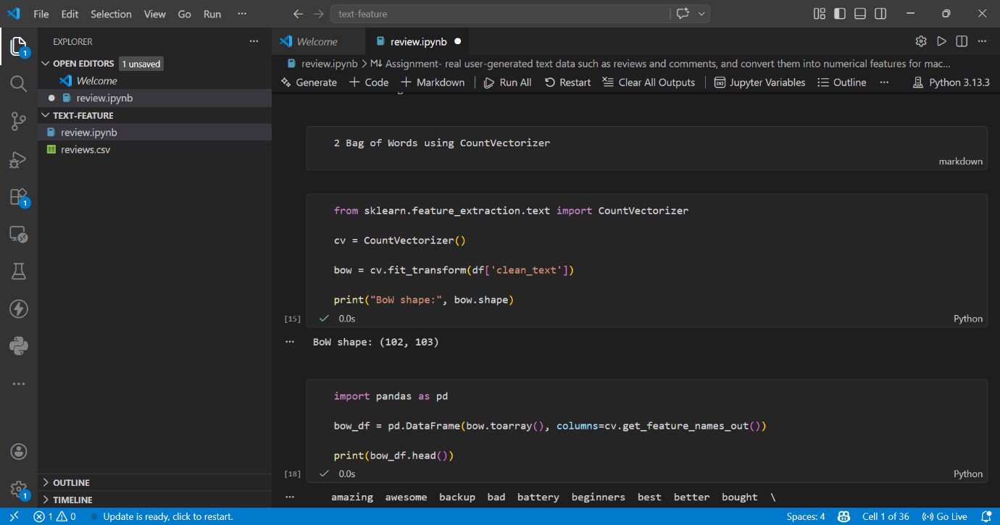 File Edit Selection View Go Run ···
text-feature
EXPLORER
OPEN EDITORS 1 unsaved
Welcome
review.ipynb
TEXT-FEATURE
review.ipynb
reviews.csv
OUTLINE
TIMELINE
1
1
1
Welcome
review.ipynb
review.ipynb > M↓ Assignment- real user-generated text data such as reviews and comments, and convert them into numerical features for mac...
Generate + Code + Markdown Run All Restart Clear All Outputs Jupyter Variables Outline ··· Python 3.13.3
2 Bag of Words using CountVectorizer
markdown
from sklearn.feature_extraction.text import CountVectorizer
cv = CountVectorizer()
bow = cv.fit_transform(df['clean_text'])
print("BoW shape:", bow.shape)
[15] 0.0s Python
BoW shape: (102, 103)
import pandas as pd
bow_df = pd.DataFrame(bow.toarray(), columns=cv.get_feature_names_out())
print(bow_df.head())
[18] 0.0s Python
amazing awesome backup bad battery beginners best better bought \
1 0 Update is ready, click to restart. Spaces: 4 Cell 1 of 36 Go Live